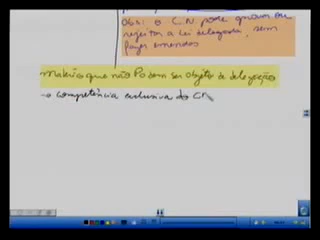 Obs: o C.N pode aprovar ou
rejeitar a lei delegada, sem
fazer emendas
matéria que não Podem ser objeto de delegação
→ competência exclusiva do CN